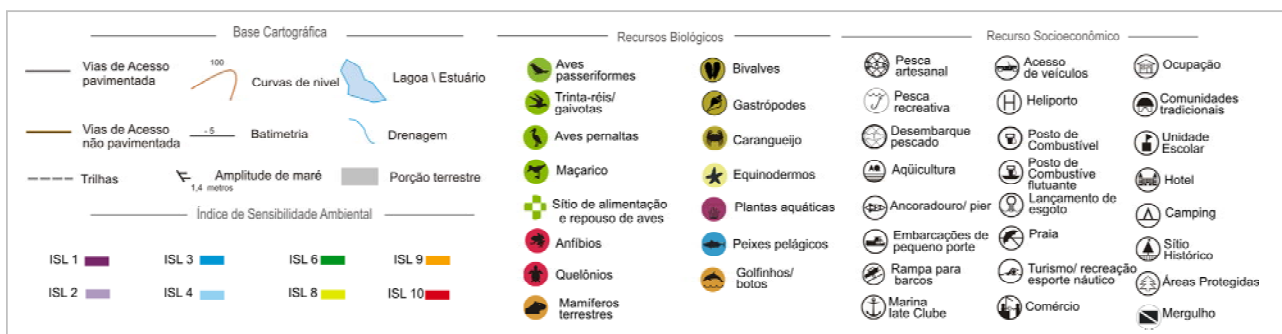 Base Cartográfica
Vias de Acesso
pavimentada
100
Curvas de nivel
Lagoa \ Estuário
Vias de Acesso
não pavimentada
- 5
Batimetria
Drenagem
Trilhas
1,4 metros
Amplitude de maré
Porção terrestre
Índice de Sensibilidade Ambiental
ISL 1
ISL 3
ISL 6
ISL 9
ISL 2
ISL 4
ISL 8
ISL 10
Recursos Biológicos
Aves
passeriformes
Trinta-réis/
gaivotas
Aves pernaltas
Maçarico
Sítio de alimentação
e repouso de aves
Anfíbios
Quelônios
Mamíferos
terrestres
Bivalves
Gastrópodes
Carangueijo
Equinodermos
Plantas aquáticas
Peixes pelágicos
Golfinhos/
botos
Recurso Socioeconômico
Pesca
artesanal
Pesca
recreativa
Desembarque
pescado
Aqüicultura
Ancoradouro/ pier
Embarcações de
pequeno porte
Rampa para
barcos
Marina
Iate Clube
Acesso
de veículos
H
Heliporto
Posto de
Combustível
Posto de
Combustíve
flutuante
Lançamento de
esgoto
Praia
Turismo/ recreação
esporte náutico
Comércio
Ocupação
Comunidades
tradicionais
Unidade
Escolar
Hotel
Camping
Sítio
Histórico
Áreas Protegidas
Mergulho